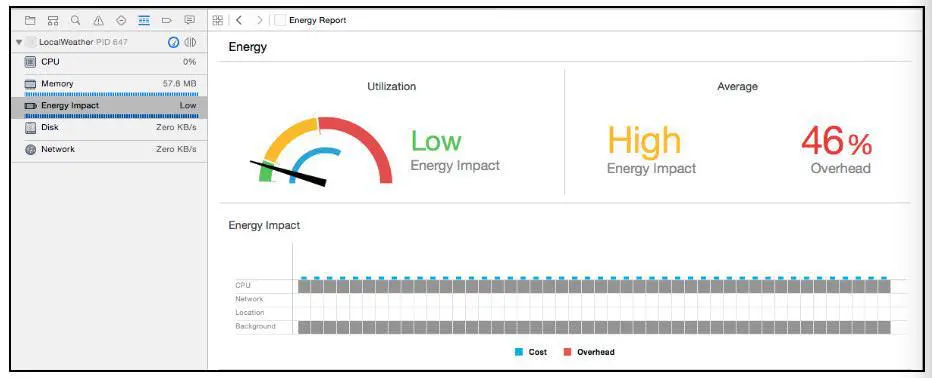 LocalWeather PID 647
CPU 0%
Memory 57.6 MB
Energy Impact Low
Disk Zero KB/s
Network Zero KB/s
Energy Report
Energy
Utilization
Low
Energy Impact
Average
High
Energy Impact
46%
Overhead
Energy Impact
CPU
Network
Location
Background
Cost
Overhead